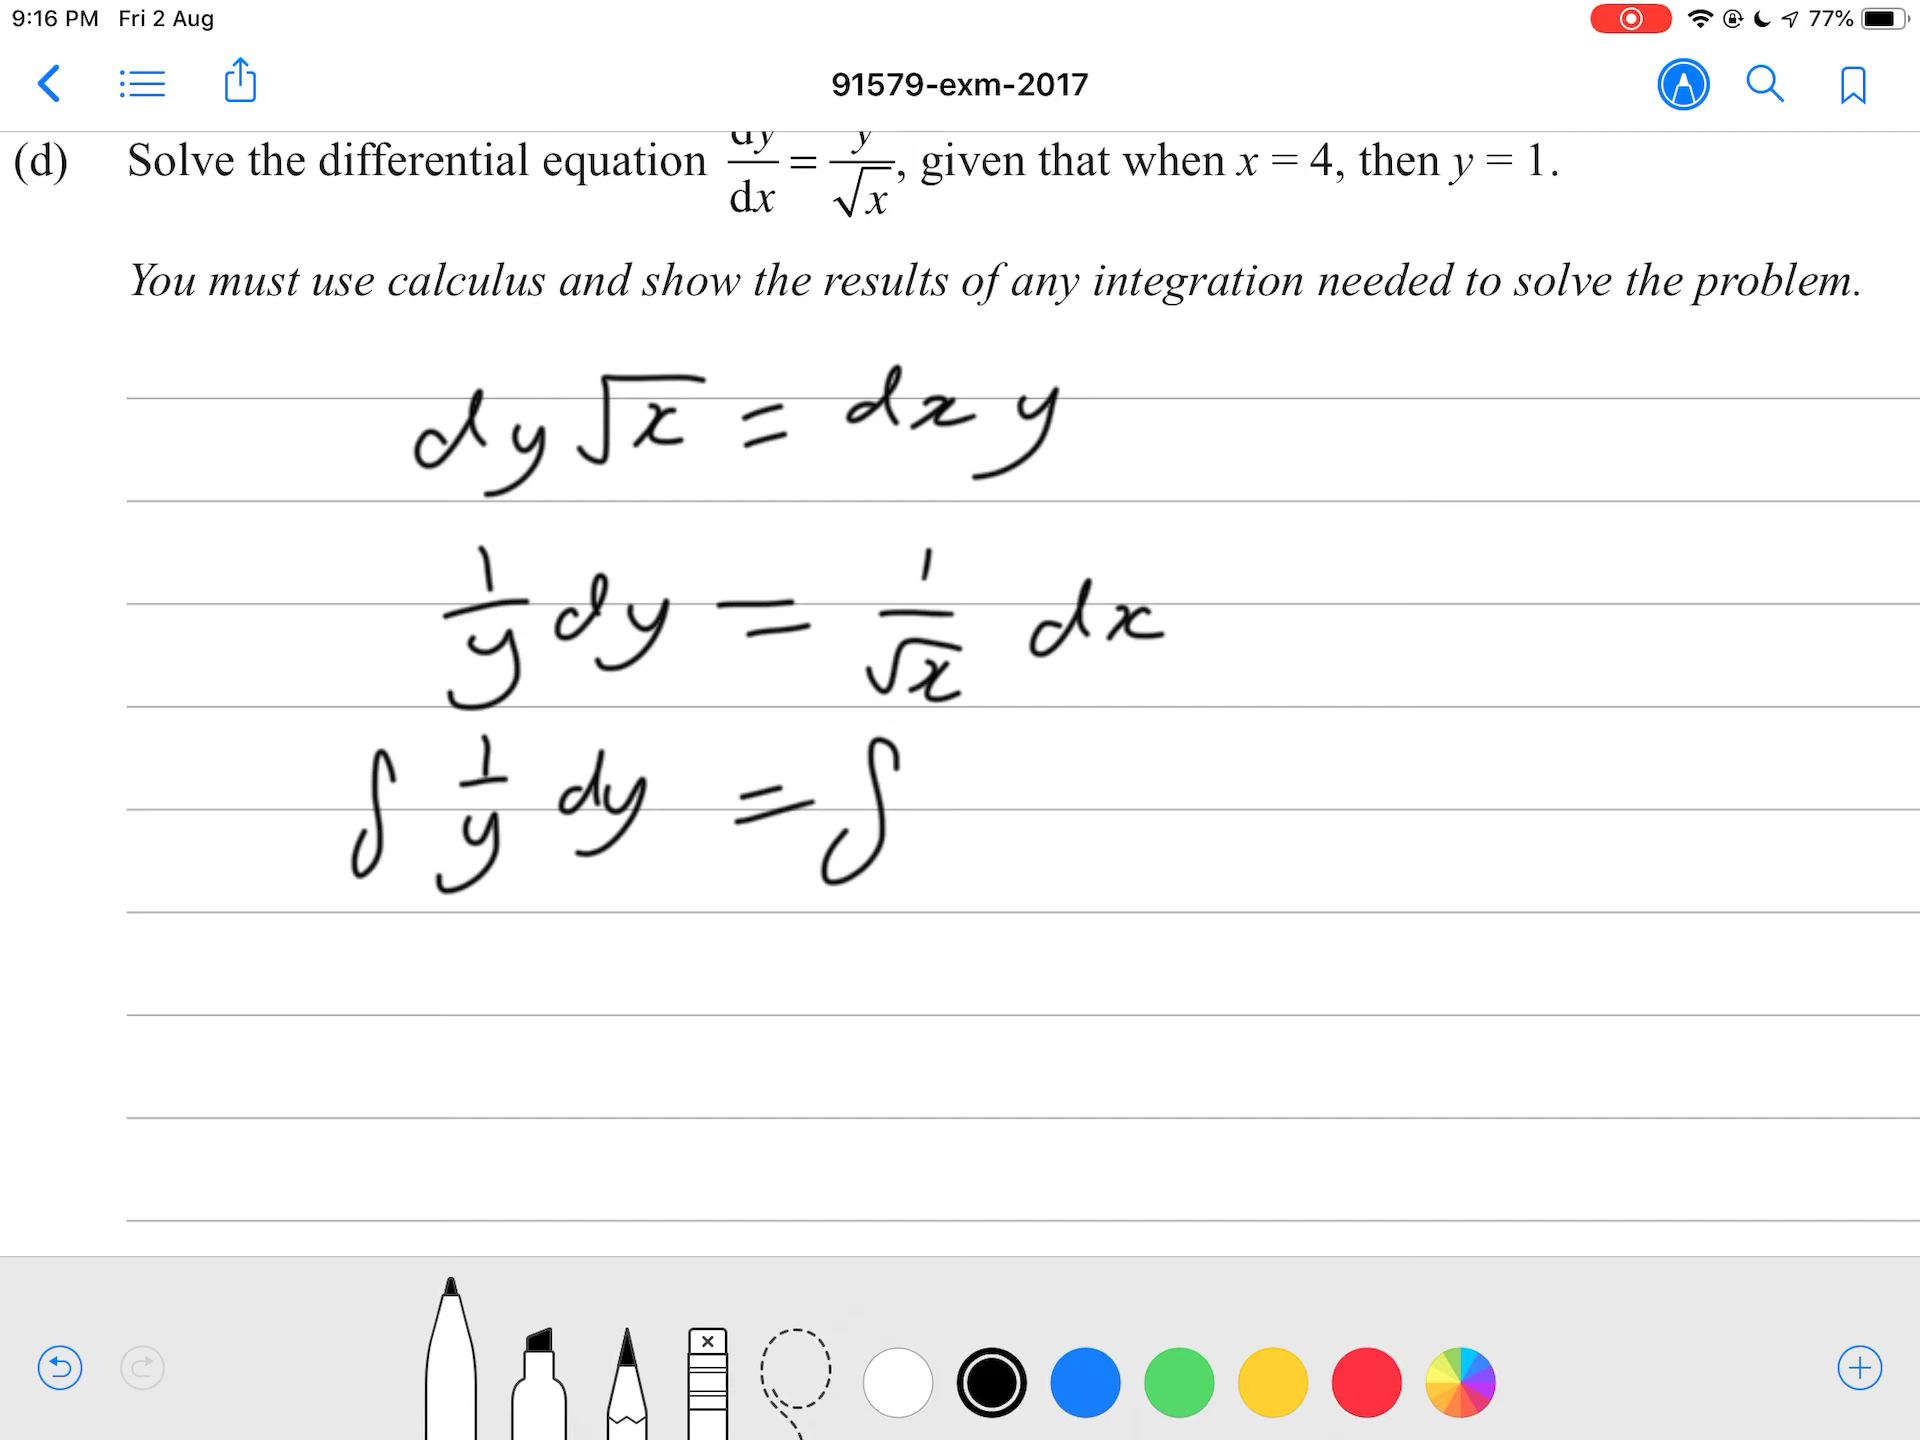 9:16 PM Fri 2 Aug 77%
91579-exm-2017
(d) Solve the differential equation dy/dx = y/√x, given that when x = 4, then y = 1.
You must use calculus and show the results of any integration needed to solve the problem.
dy√x = dx y
1/y dy = 1/√x dx
∫ 1/y dy = ∫